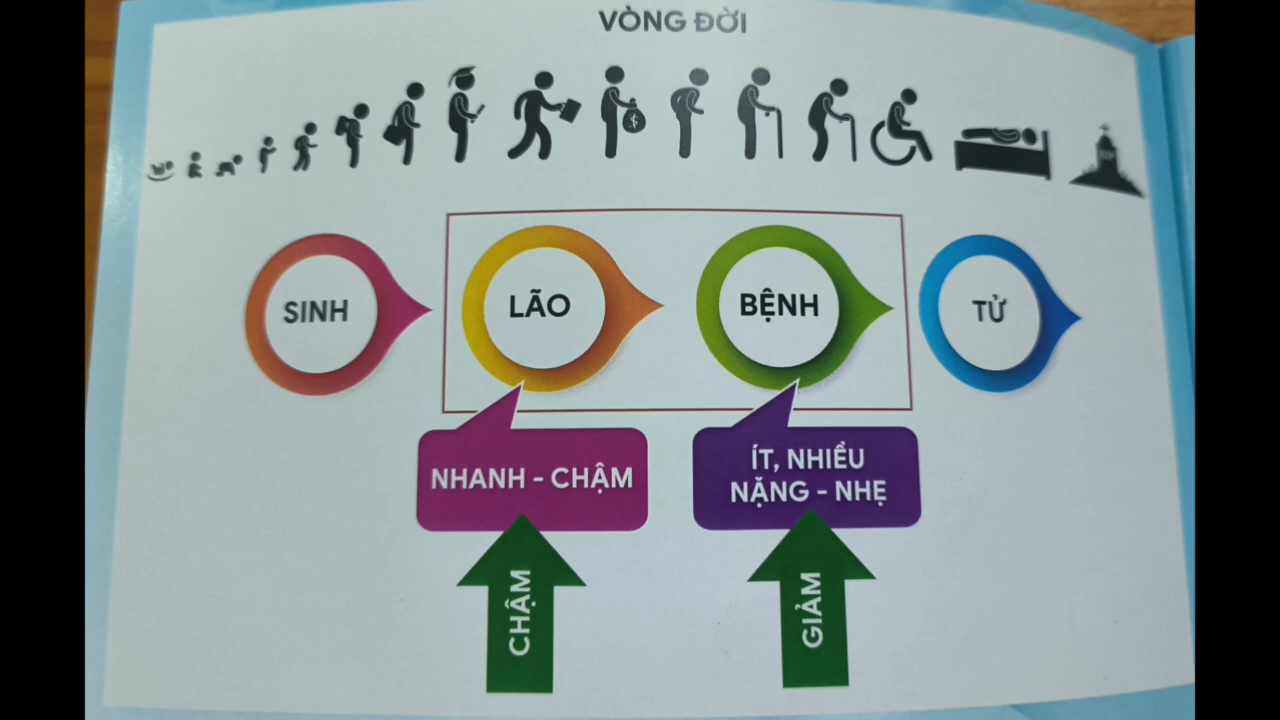 VÒNG ĐỜI
$
SINH
LÃO
BỆNH
TỬ
NHANH - CHẬM
ÍT, NHIỀU
NẶNG - NHẸ
CHẬM
GIẢM